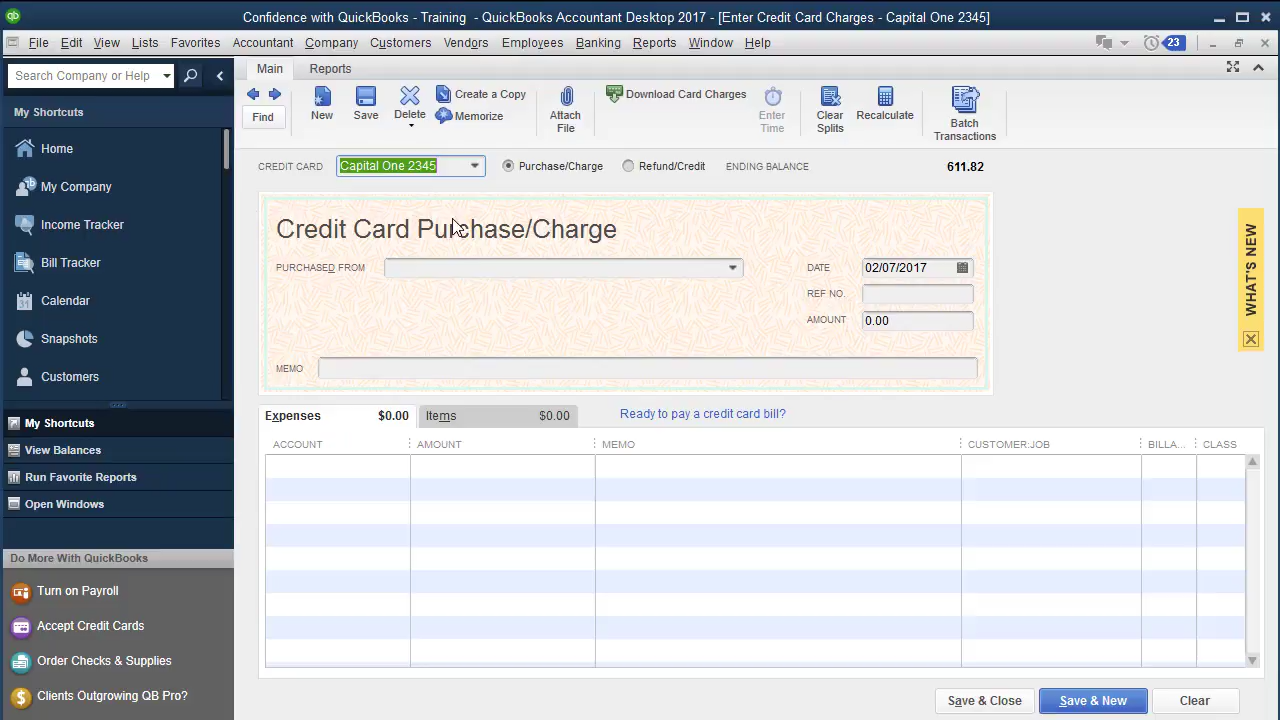 Confidence with QuickBooks - Training - QuickBooks Accountant Desktop 2017 - [Enter Credit Card Charges - Capital One 2345]
File Edit View Lists Favorites Accountant Company Customers Vendors Employees Banking Reports Window Help 23
Search Company or Help
My Shortcuts
Home
My Company
Income Tracker
Bill Tracker
Calendar
Snapshots
Customers
My Shortcuts
View Balances
Run Favorite Reports
Open Windows
Do More With QuickBooks
Turn on Payroll
Accept Credit Cards
Order Checks & Supplies
Clients Outgrowing QB Pro?
Main Reports
Find
New
Save
Delete
Create a Copy
Memorize
Attach
File
Download Card Charges
Enter
Time
Clear
Splits
Recalculate
Batch
Transactions
CREDIT CARD Capital One 2345 Purchase/Charge Refund/Credit ENDING BALANCE 611.82
Credit Card Purchase/Charge
PURCHASED FROM
DATE 02/07/2017
REF NO.
AMOUNT 0.00
MEMO
Expenses $0.00 Items $0.00 Ready to pay a credit card bill?
ACCOUNT AMOUNT MEMO CUSTOMER:JOB BILLA... CLASS
Save & Close Save & New Clear
WHAT'S NEW